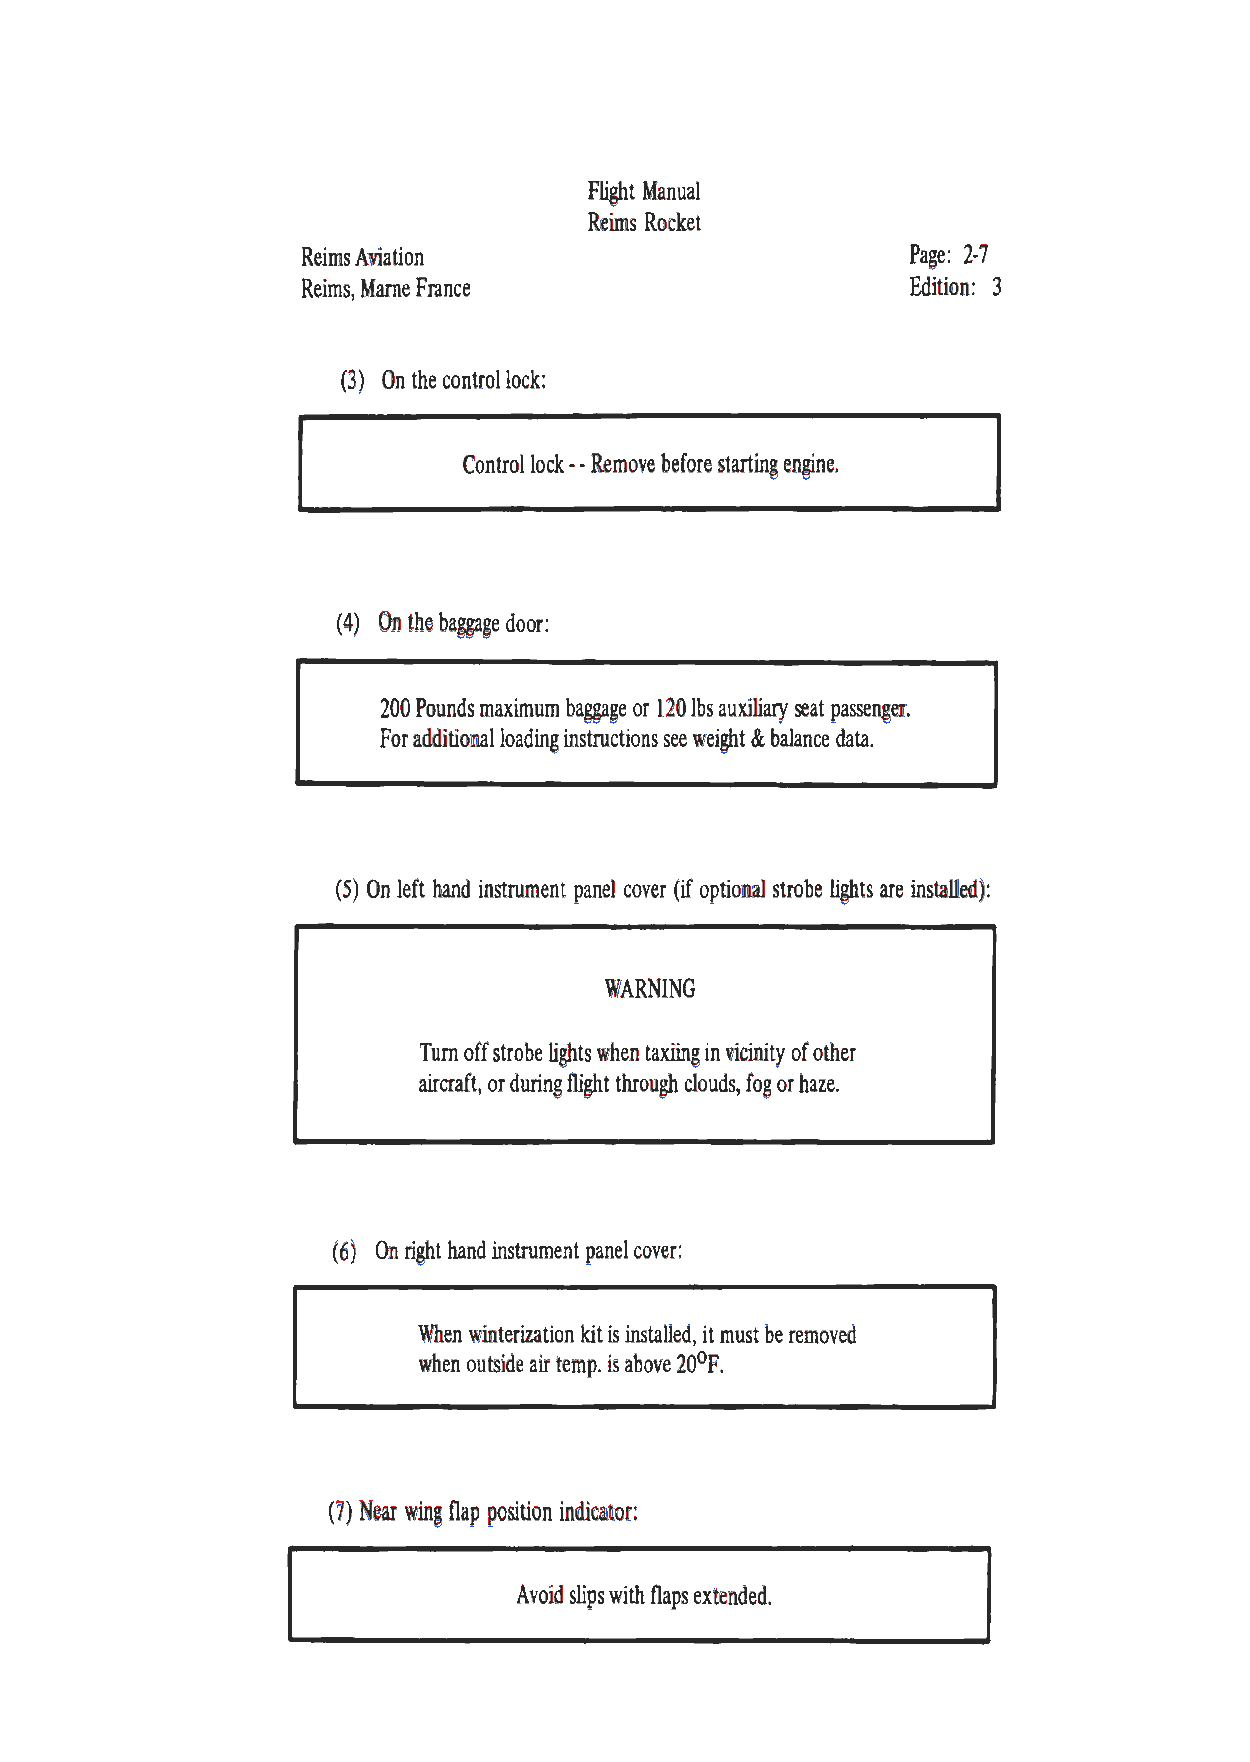 Flight Manual
Reims Rocket
Reims Aviation Page: 2-7
Reims, Marne France Edition: 3
(3) On the control lock:
Control lock - - Remove before starting engine.
(4) On the baggage door:
200 Pounds maximum baggage or 120 lbs auxiliary seat passenger.
For additional loading instructions see weight & balance data.
(5) On left hand instrument panel cover (if optional strobe lights are installed):
WARNING
Turn off strobe lights when taxiing in vicinity of other
aircraft, or during flight through clouds, fog or haze.
(6) On right hand instrument panel cover:
When winterization kit is installed, it must be removed
when outside air temp. is above 20°F.
(7) Near wing flap position indicator:
Avoid slips with flaps extended.